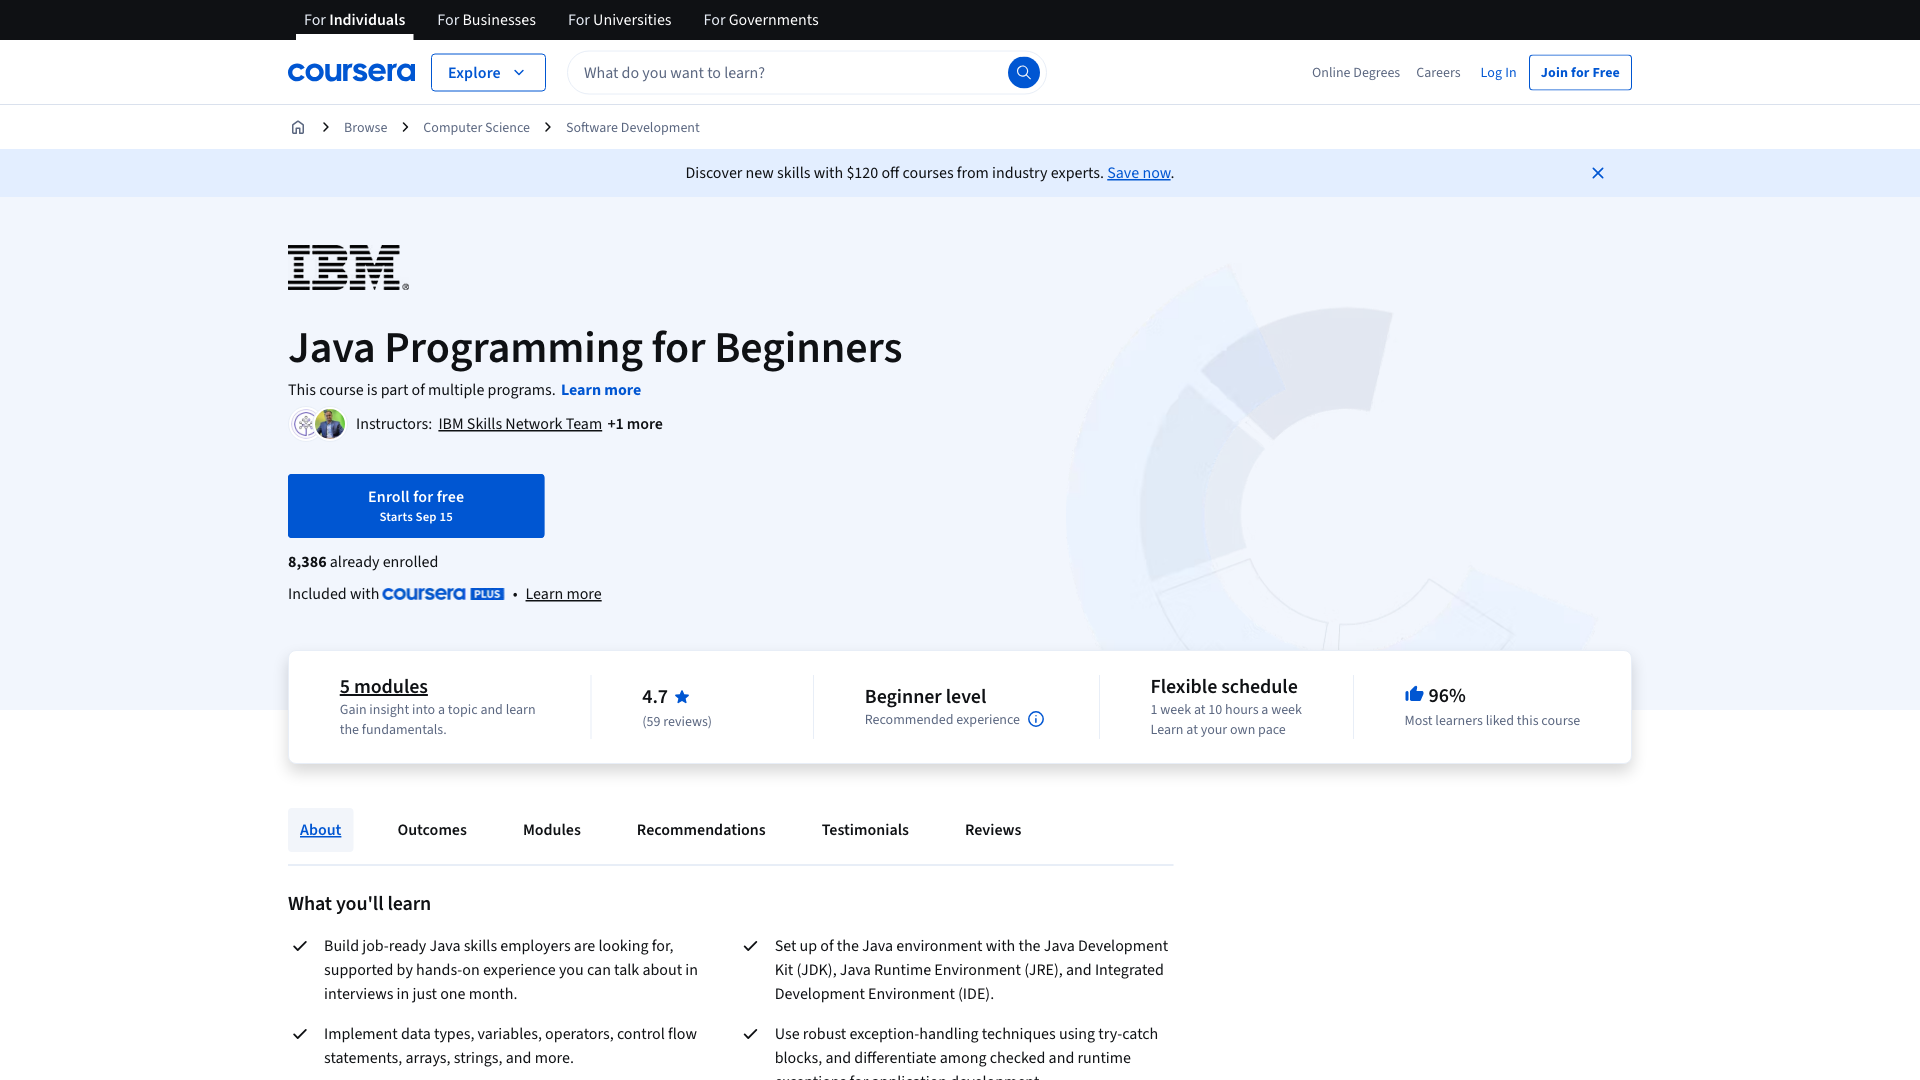 For Individuals
For Businesses
For Universities
For Governments
coursera
Explore
What do you want to learn?
Online Degrees
Careers
Log In
Join for Free
Browse
Computer Science
Software Development
Discover new skills with $120 off courses from industry experts. Save now.
IBM®
Java Programming for Beginners
This course is part of multiple programs. Learn more
Instructors: IBM Skills Network Team +1 more
Enroll for free
Starts Sep 15
8,386 already enrolled
Included with coursera PLUS • Learn more
5 modules
Gain insight into a topic and learn
the fundamentals.
4.7
(59 reviews)
Beginner level
Recommended experience
Flexible schedule
1 week at 10 hours a week
Learn at your own pace
96%
Most learners liked this course
About
Outcomes
Modules
Recommendations
Testimonials
Reviews
What you'll learn
Build job-ready Java skills employers are looking for,
supported by hands-on experience you can talk about in
interviews in just one month.
Set up of the Java environment with the Java Development
Kit (JDK), Java Runtime Environment (JRE), and Integrated
Development Environment (IDE).
Implement data types, variables, operators, control flow
statements, arrays, strings, and more.
Use robust exception-handling techniques using try-catch
blocks, and differentiate among checked and runtime
exceptions for application development.